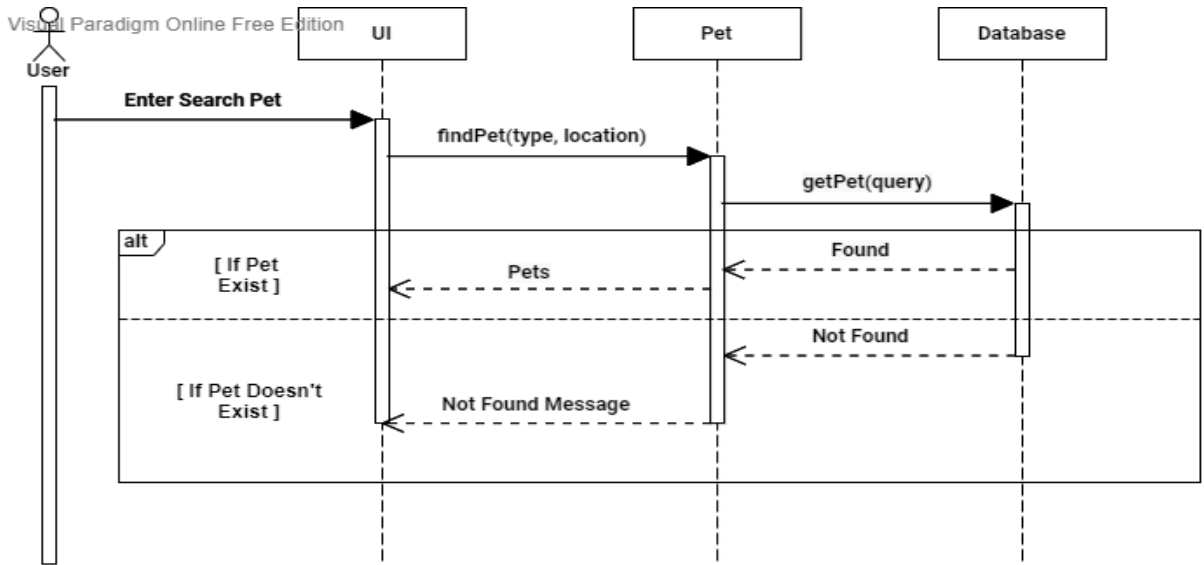 Visual Paradigm Online Free Edition
User
UI
Pet
Database
Enter Search Pet
findPet(type, location)
getPet(query)
alt
[ If Pet
Exist ]
Found
Pets
Not Found
[ If Pet Doesn't
Exist ]
Not Found Message